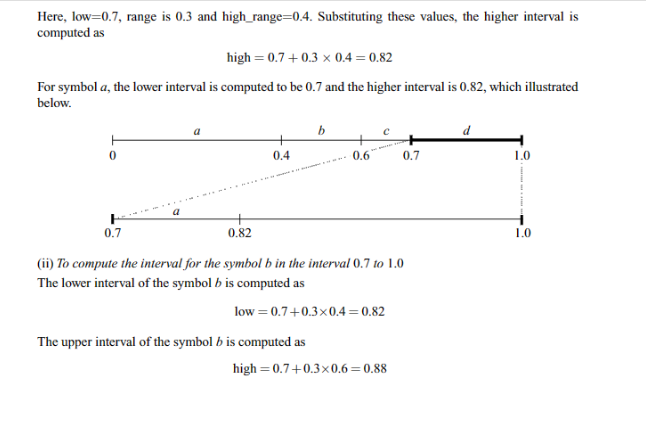 Here, low=0.7, range is 0.3 and high_range=0.4. Substituting these values, the higher interval is
computed as
high = 0.7 + 0.3 × 0.4 = 0.82
For symbol a, the lower interval is computed to be 0.7 and the higher interval is 0.82, which illustrated
below.
a b c d
0 0.4 0.6 0.7 1.0
a
0.7 0.82 1.0
(ii) To compute the interval for the symbol b in the interval 0.7 to 1.0
The lower interval of the symbol b is computed as
low = 0.7+0.3×0.4 = 0.82
The upper interval of the symbol b is computed as
high = 0.7+0.3×0.6 = 0.88